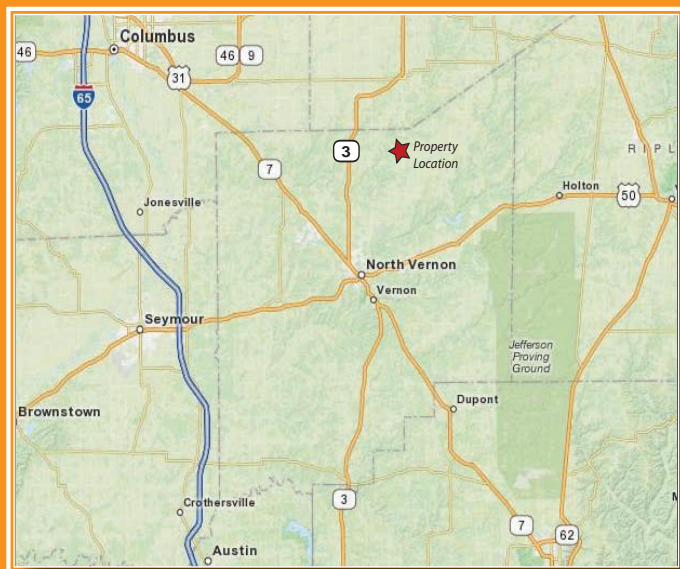 46
Columbus
46
9
31
65
3
Property
Location
7
RIPL
Holton
50
Jonesville
North Vernon
Vernon
Seymour
Jefferson
Proving
Ground
Dupont
Brownstown
3
Crothersville
7
62
Austin